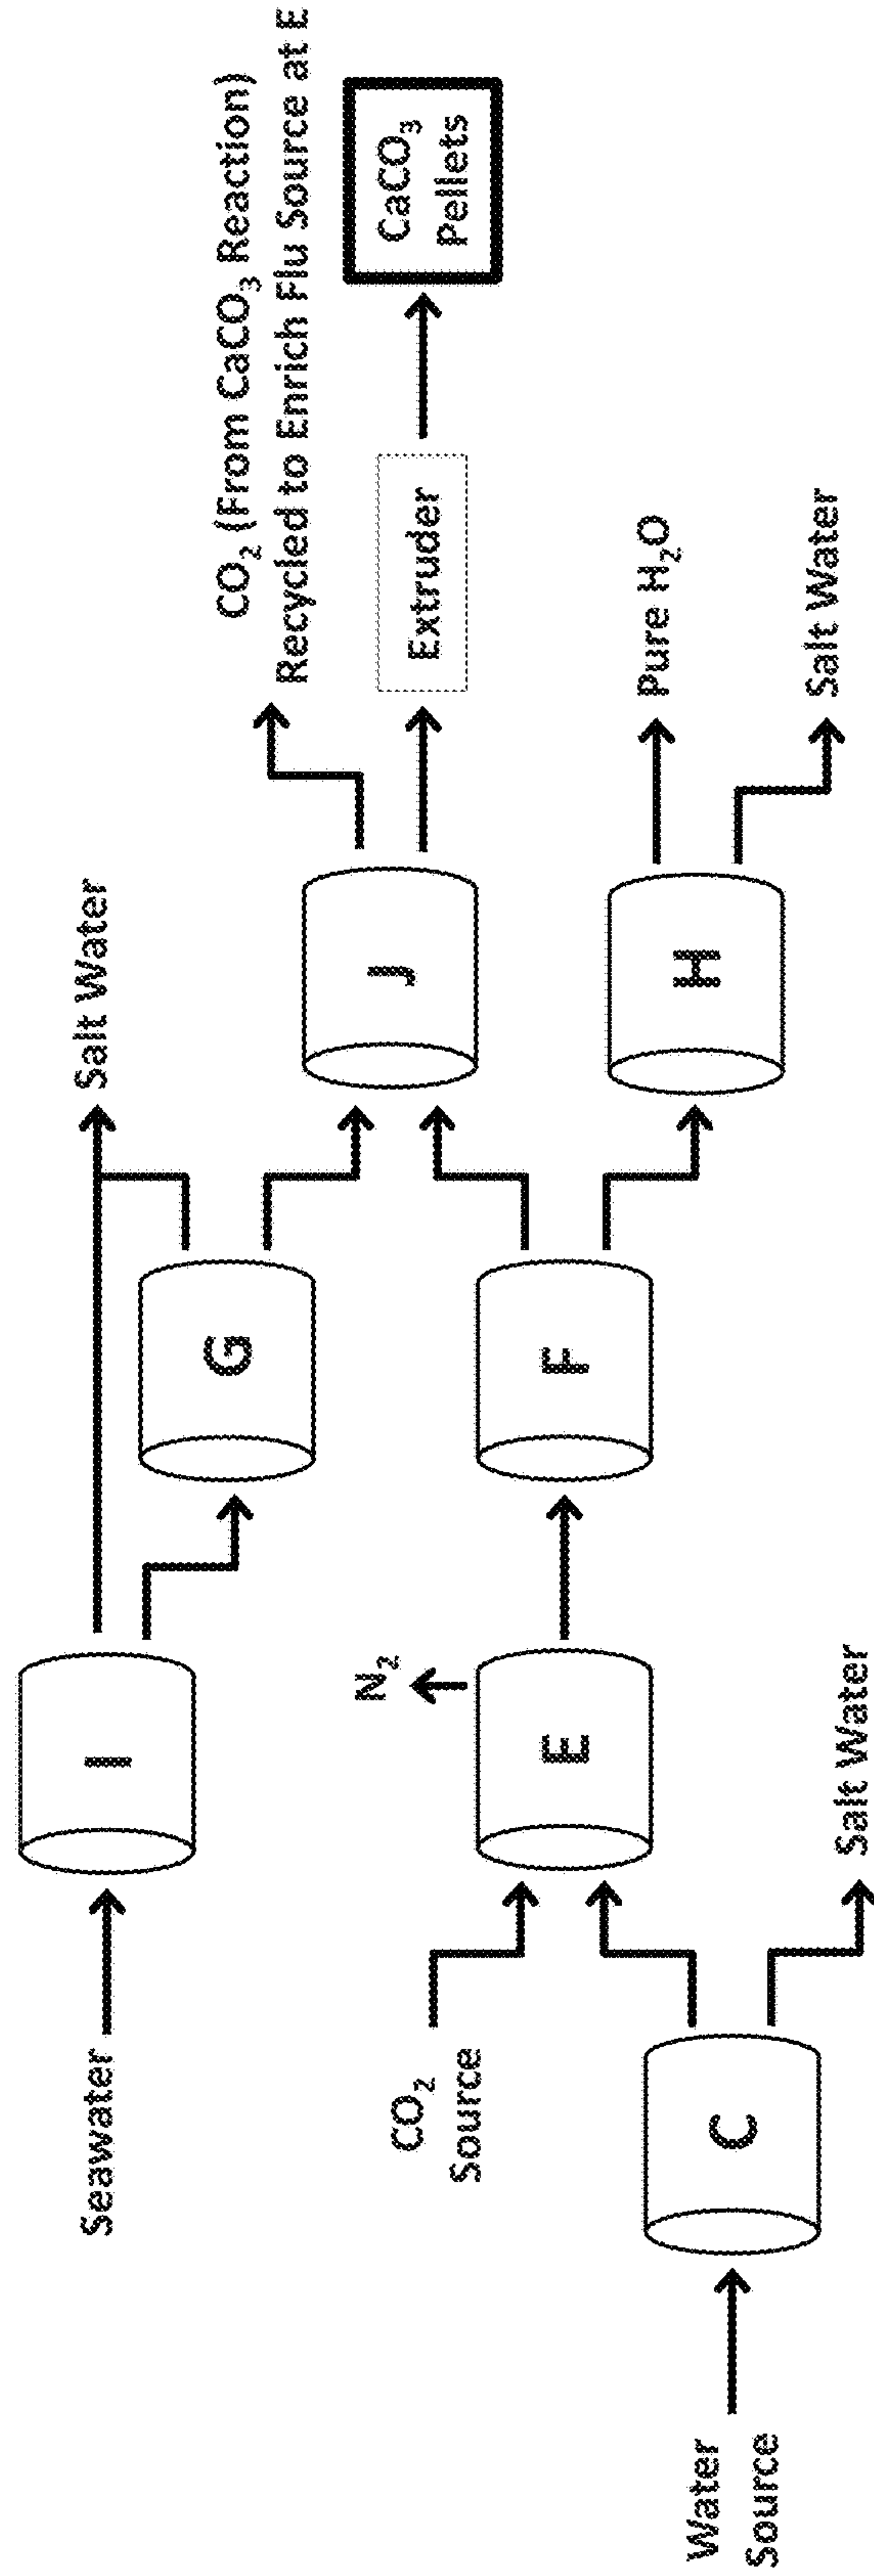 Seawater
I
Salt Water
G
CO₂ (From CaCO₃ Reaction)
Recycled to Enrich Flu Source at E
J
Extruder
CaCO₃
Pellets
CO₂
Source
N₂
E
F
Pure H₂O
H
Salt Water
Water
Source
C
Salt Water